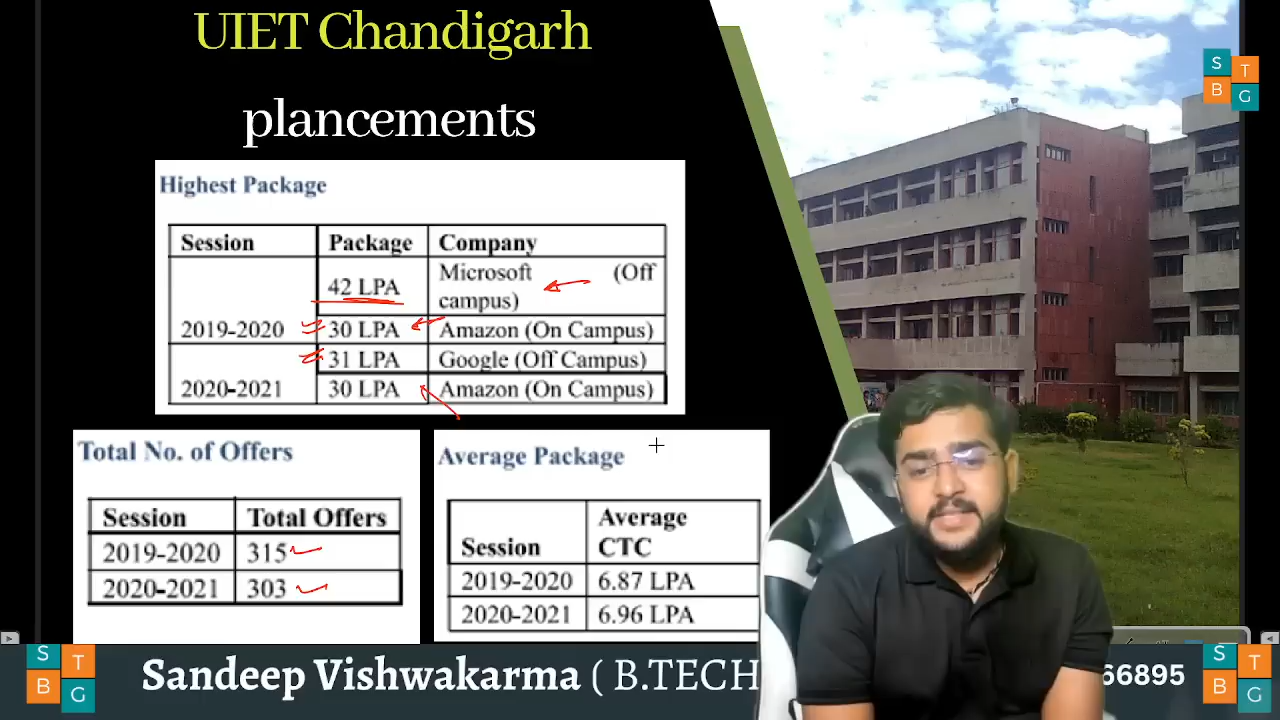 UIET Chandigarh
plancements
Highest Package
Session Package Company
42 LPA Microsoft (Off
campus)
2019-2020 30 LPA Amazon (On Campus)
31 LPA Google (Off Campus)
2020-2021 30 LPA Amazon (On Campus)
Total No. of Offers
Session Total Offers
2019-2020 315
2020-2021 303
Average Package
Average
Session CTC
2019-2020 6.87 LPA
2020-2021 6.96 LPA
S T
B G
S T
B G
Sandeep Vishwakarma ( B.TECH
66895
S T
B G